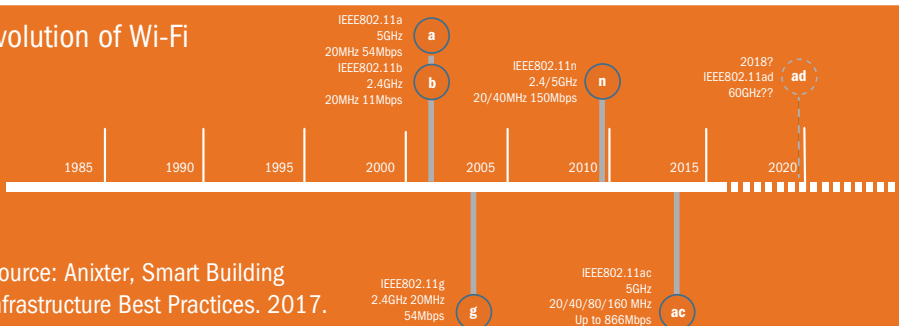 volution of Wi-Fi
IEEE802.11a
5GHz
20MHz 54Mbps
a
IEEE802.11b
2.4GHz
20MHz 11Mbps
b
IEEE802.11n
2.4/5GHz
20/40MHz 150Mbps
n
2018?
IEEE802.11ad
60GHz??
ad
1985
1990
1995
2000
2005
2010
2015
2020
ource: Anixter, Smart Building
nfrastructure Best Practices. 2017.
IEEE802.11g
2.4GHz 20MHz
54Mbps
g
IEEE802.11ac
5GHz
20/40/80/160 MHz
Up to 866Mbps
ac